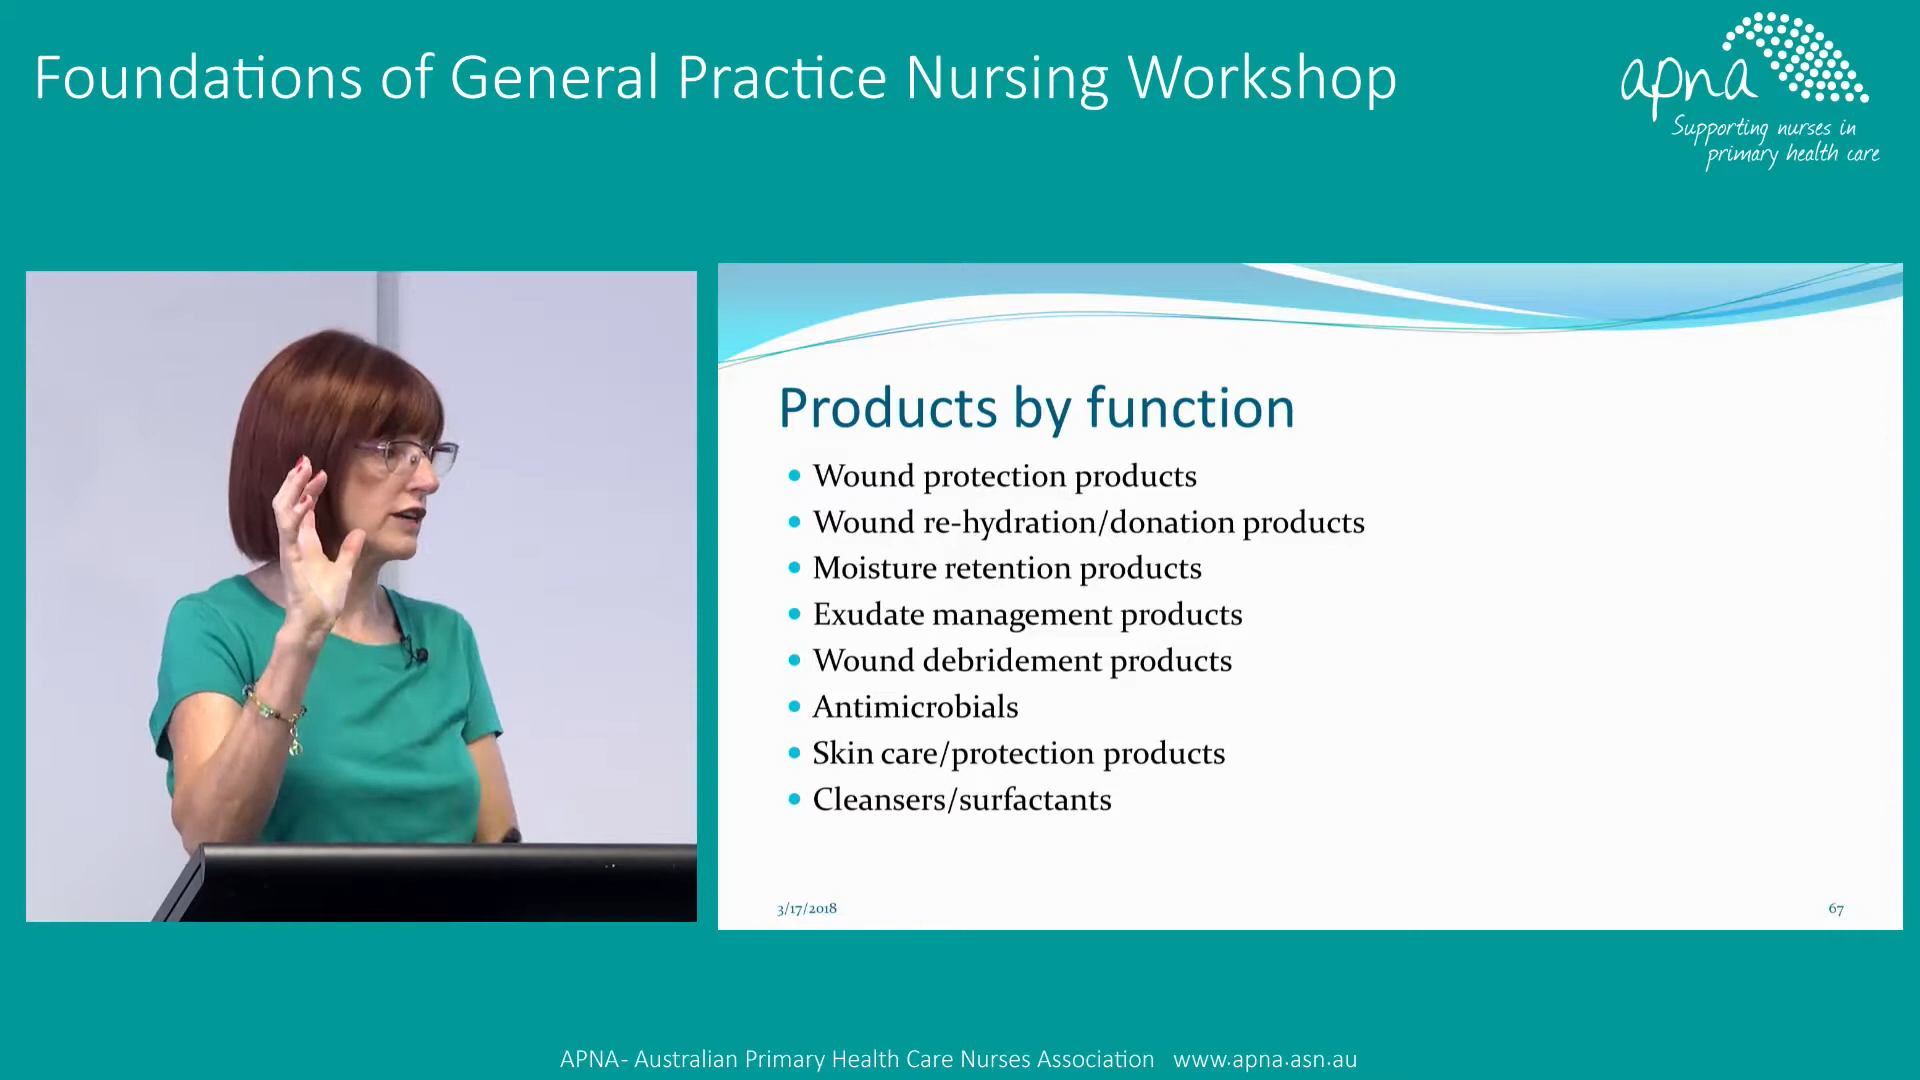 Foundations of General Practice Nursing Workshop
apna
Supporting nurses in
primary health care
Products by function
• Wound protection products
• Wound re-hydration/donation products
• Moisture retention products
• Exudate management products
• Wound debridement products
• Antimicrobials
• Skin care/protection products
• Cleansers/surfactants
3/17/2018
67
APNA- Australian Primary Health Care Nurses Association www.apna.asn.au